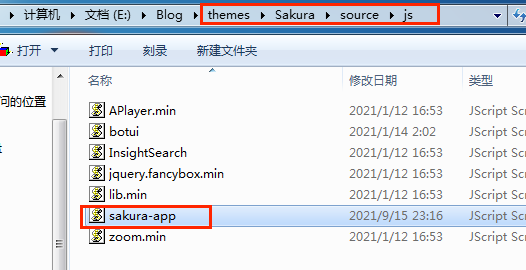 计算机 ▸ 文档 (E:) ▸ Blog ▸ themes ▸ Sakura ▸ source ▸ js
打开 打印 刻录 新建文件夹
名称 修改日期 类型
问的位置
APlayer.min 2021/1/12 16:53 JScript Scr
botui 2021/1/14 2:02 JScript Scr
InsightSearch 2021/1/12 16:53 JScript Scr
jquery.fancybox.min 2021/1/12 16:53 JScript Scr
lib.min 2021/1/12 16:53 JScript Scr
sakura-app 2021/9/15 23:16 JScript Scr
zoom.min 2021/1/12 16:53 JScript Scr